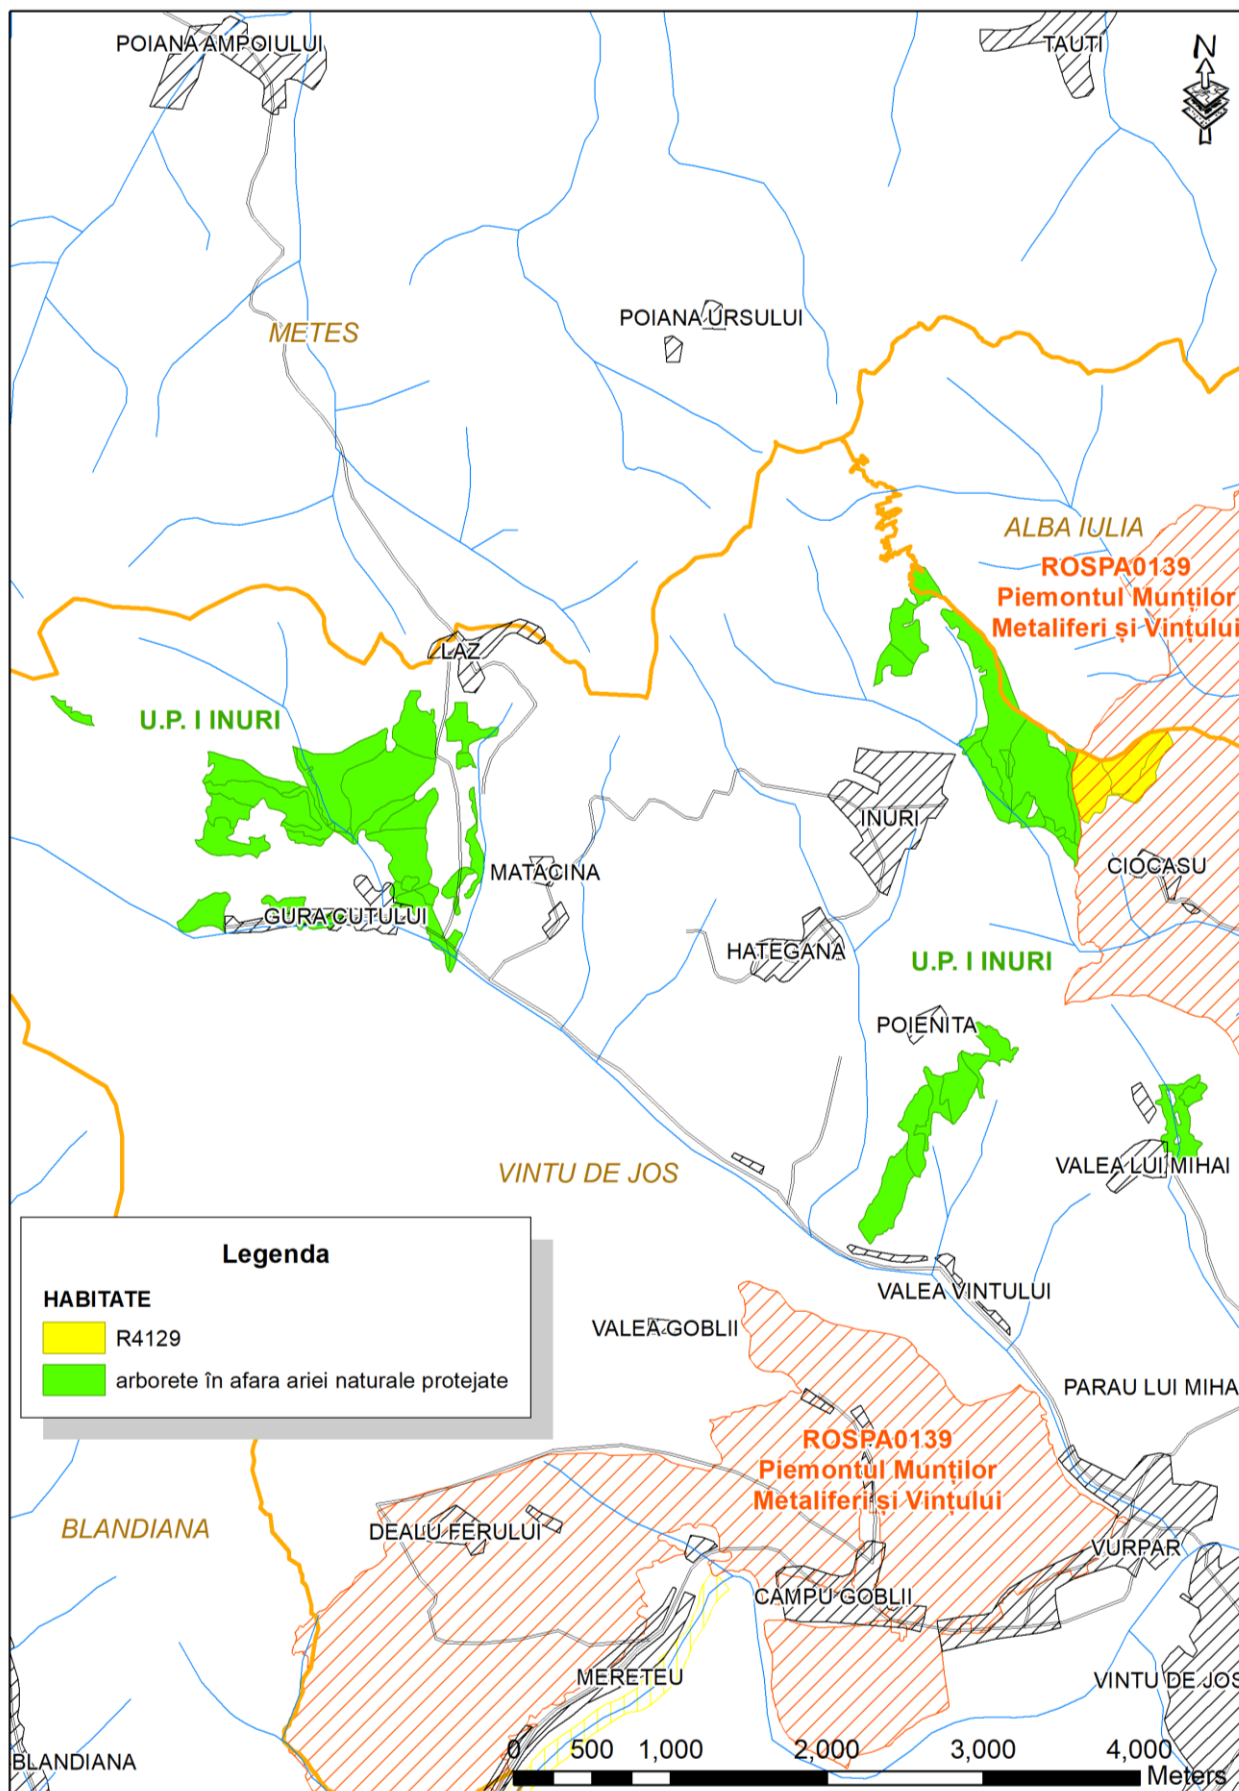 POIANA AMPOIULUI
TAUTI
N
POIANA URSULUI
METES
ALBA IULIA
ROSPA0139
Piemontul Munților
Metaliferi și Vințului
LAZ
U.P. I INURI
INURI
MATACINA
CIOCASU
GURA CUTULUI
HATEGANA
U.P. I INURI
POIENITA
VINTU DE JOS
VALEA LUI MIHAI
Legenda
HABITATE
R4129
arborete în afara ariei naturale protejate
VALEA VINTULUI
VALEA GOBLII
PARAU LUI MIHA
ROSPA0139
Piemontul Munților
Metaliferi și Vințului
BLANDIANA
DEALU FERULUI
VURPAR
CAMPU GOBLII
MERETEU
VINTU DE JOS
BLANDIANA
0 500 1,000 2,000 3,000 4,000
Meters